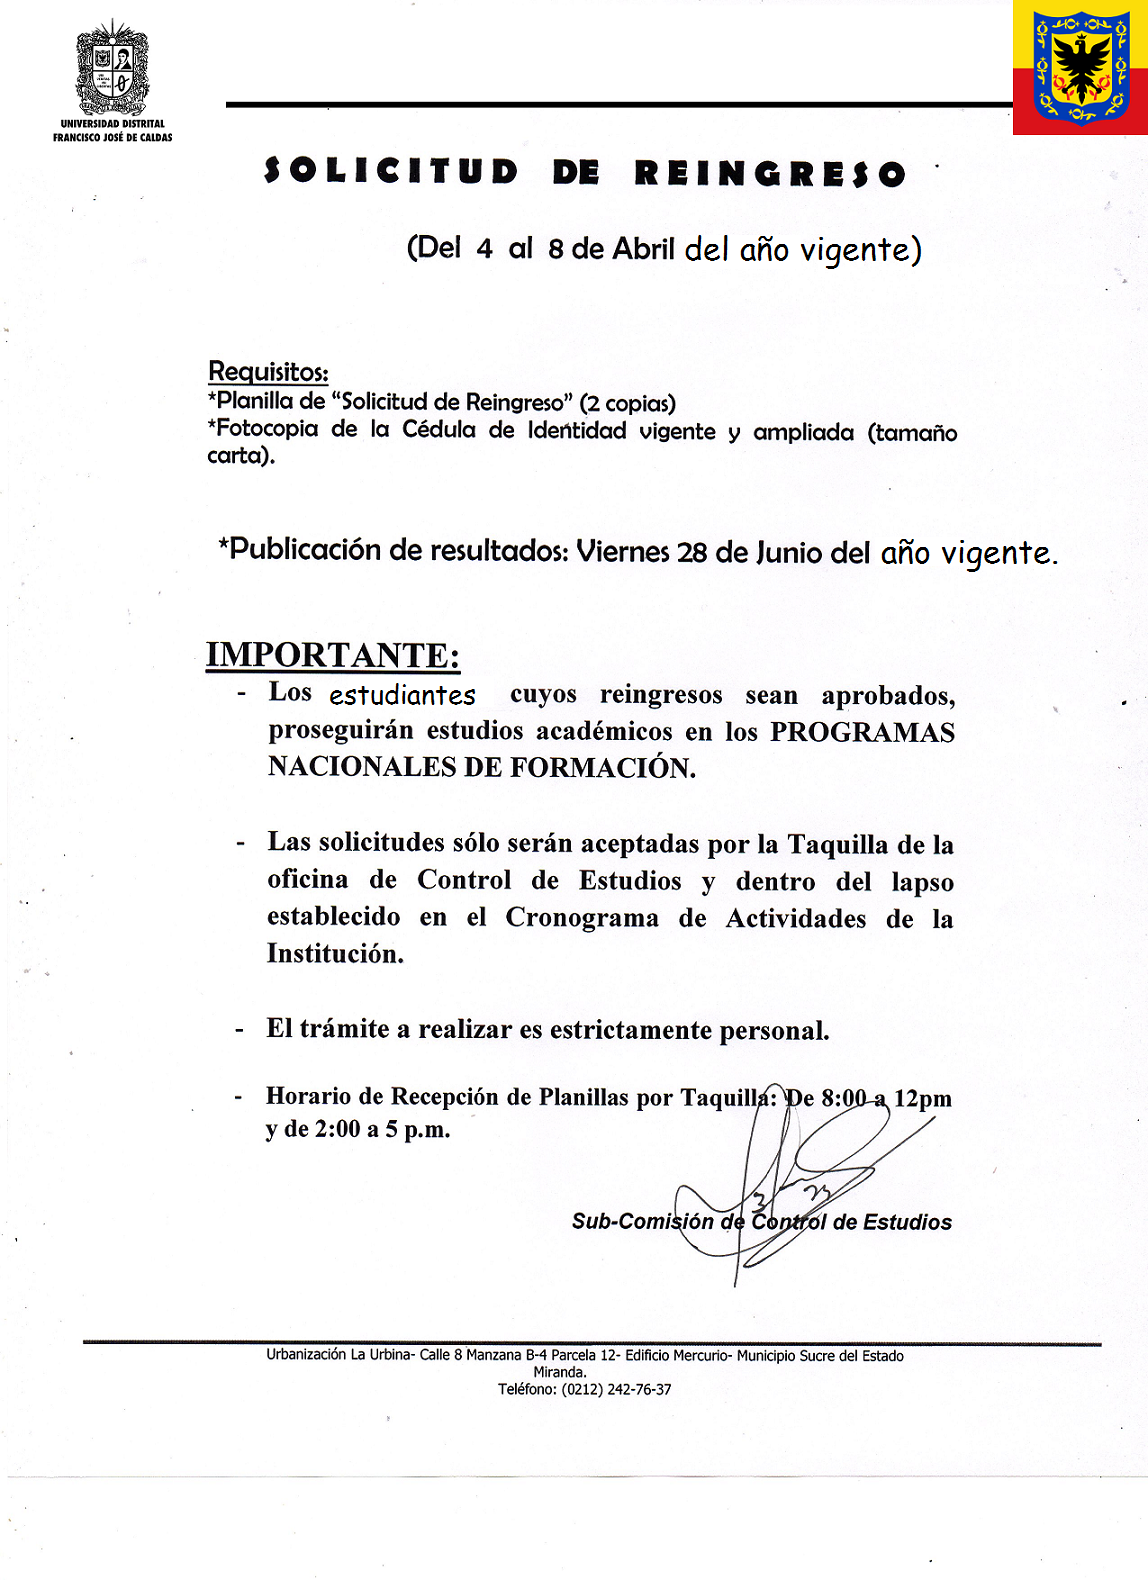 UNIVERSIDAD DISTRITAL
FRANCISCO JOSÉ DE CALDAS
SOLICITUD DE REINGRESO
(Del 4 al 8 de Abril del año vigente)
Requisitos:
*Planilla de “Solicitud de Reingreso” (2 copias)
*Fotocopia de la Cédula de Identidad vigente y ampliada (tamaño
carta).
*Publicación de resultados: Viernes 28 de Junio del año vigente.
IMPORTANTE:
- Los estudiantes cuyos reingresos sean aprobados,
proseguirán estudios académicos en los PROGRAMAS
NACIONALES DE FORMACIÓN.
- Las solicitudes sólo serán aceptadas por la Taquilla de la
oficina de Control de Estudios y dentro del lapso
establecido en el Cronograma de Actividades de la
Institución.
- El trámite a realizar es estrictamente personal.
- Horario de Recepción de Planillas por Taquilla: De 8:00 a 12pm
y de 2:00 a 5 p.m.
Sub-Comisión de Control de Estudios
Urbanización La Urbina- Calle 8 Manzana B-4 Parcela 12- Edificio Mercurio- Municipio Sucre del Estado
Miranda.
Teléfono: (0212) 242-76-37